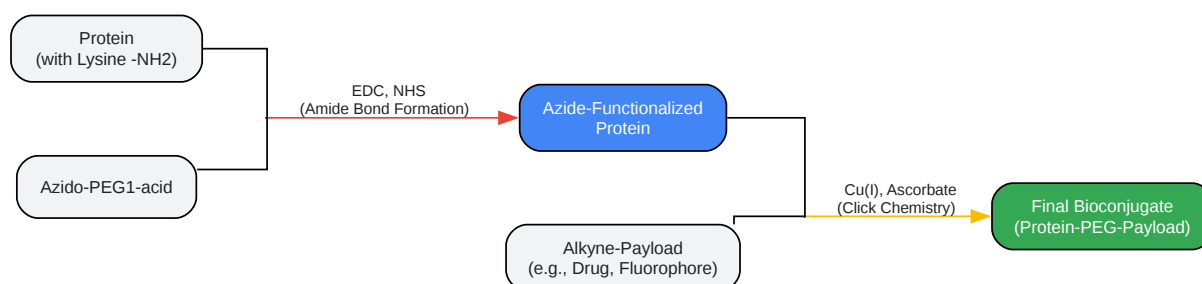 Protein
(with Lysine -NH2)
EDC, NHS
(Amide Bond Formation)
Azide-Functionalized
Protein
Azido-PEG1-acid
Cu(I), Ascorbate
(Click Chemistry)
Final Bioconjugate
(Protein-PEG-Payload)
Alkyne-Payload
(e.g., Drug, Fluorophore)